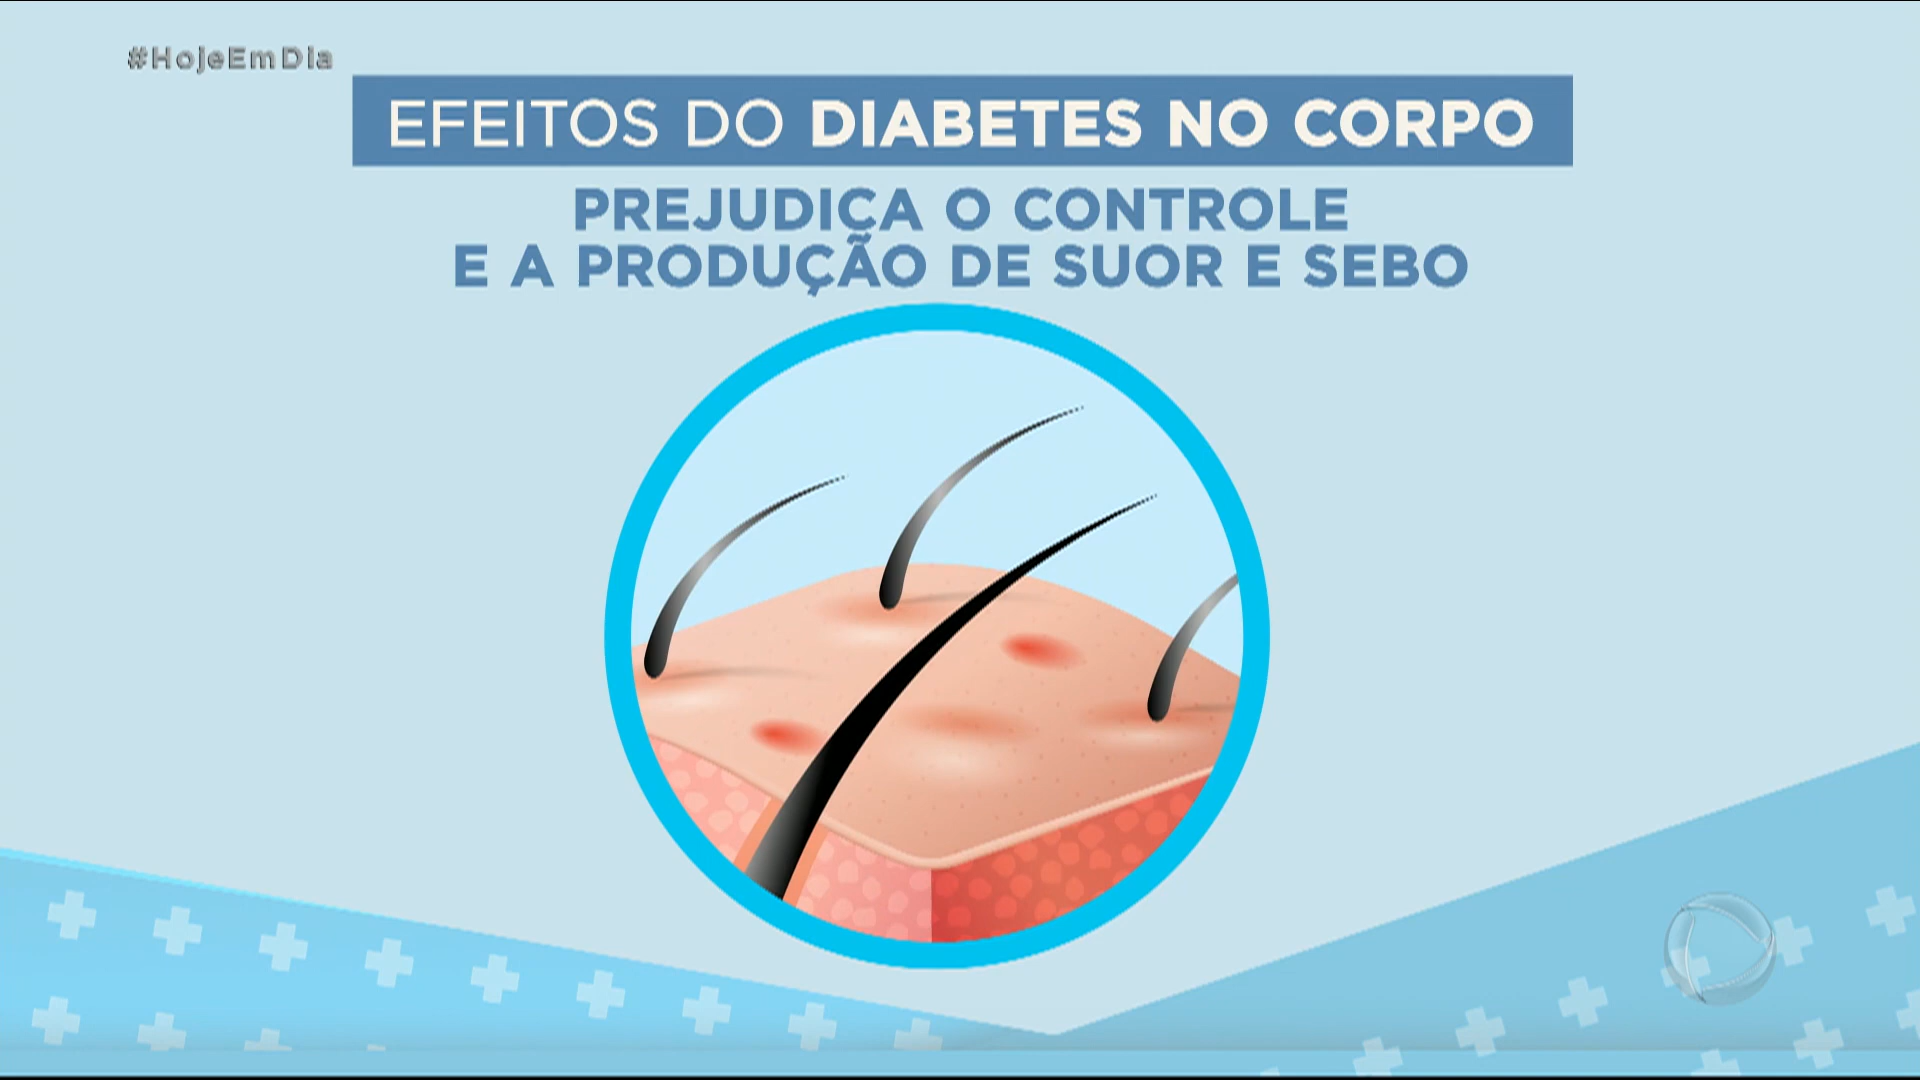 #HojeEmDia
EFEITOS DO DIABETES NO CORPO
PREJUDICA O CONTROLE
E A PRODUÇÃO DE SUOR E SEBO